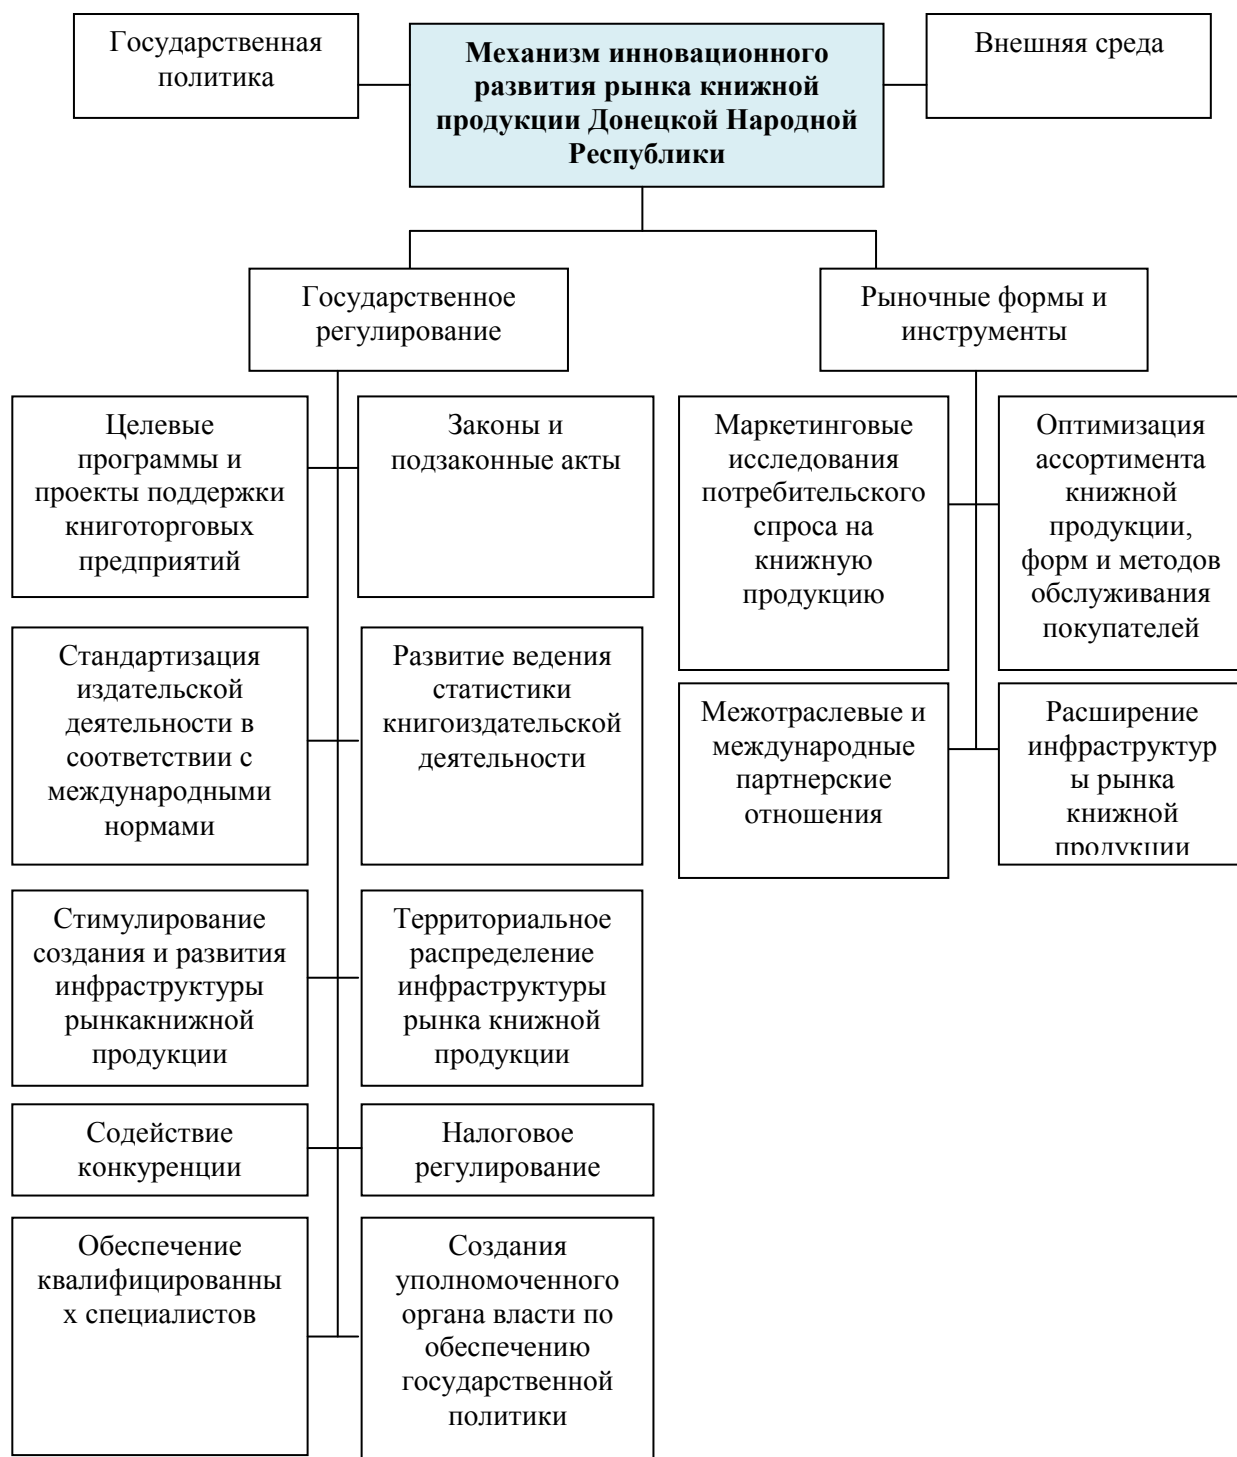 Государственная
политика
Механизм инновационного
развития рынка книжной
продукции Донецкой Народной
Республики
Внешняя среда
Государственное
регулирование
Рыночные формы и
инструменты
Целевые
программы и
проекты поддержки
книготорговых
предприятий
Законы и
подзаконные акты
Маркетинговые
исследования
потребительского
спроса на
книжную
продукцию
Оптимизация
ассортимента
книжной
продукции,
форм и методов
обслуживания
покупателей
Стандартизация
издательской
деятельности в
соответствии с
международными
нормами
Развитие ведения
статистики
книгоиздательской
деятельности
Межотраслевые и
международные
партнерские
отношения
Расширение
инфраструктур
ы рынка
книжной
продукции
Стимулирование
создания и развития
инфраструктуры
рынкакнижной
продукции
Территориальное
распределение
инфраструктуры
рынка книжной
продукции
Содействие
конкуренции
Налоговое
регулирование
Обеспечение
квалифицированны
х специалистов
Создания
уполномоченного
органа власти по
обеспечению
государственной
политики